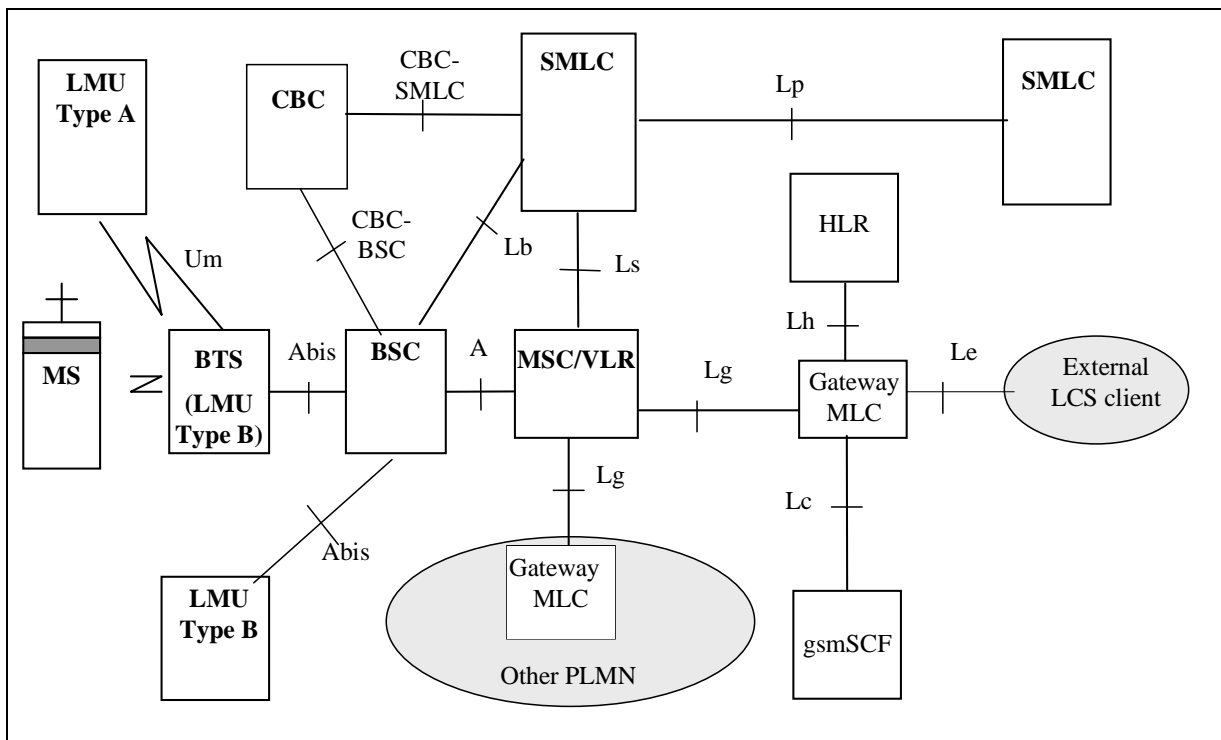 LMU
Type A
CBC
CBC-
SMLC
SMLC
Lp
SMLC
Um
CBC-
BSC
Lb
Ls
HLR
Lh
MS
BTS
(LMU
Type B)
Abis
BSC
A
MSC/VLR
Lg
Gateway
MLC
Le
External
LCS client
Lg
Lc
Abis
LMU
Type B
Gateway
MLC
Other PLMN
gsmSCF